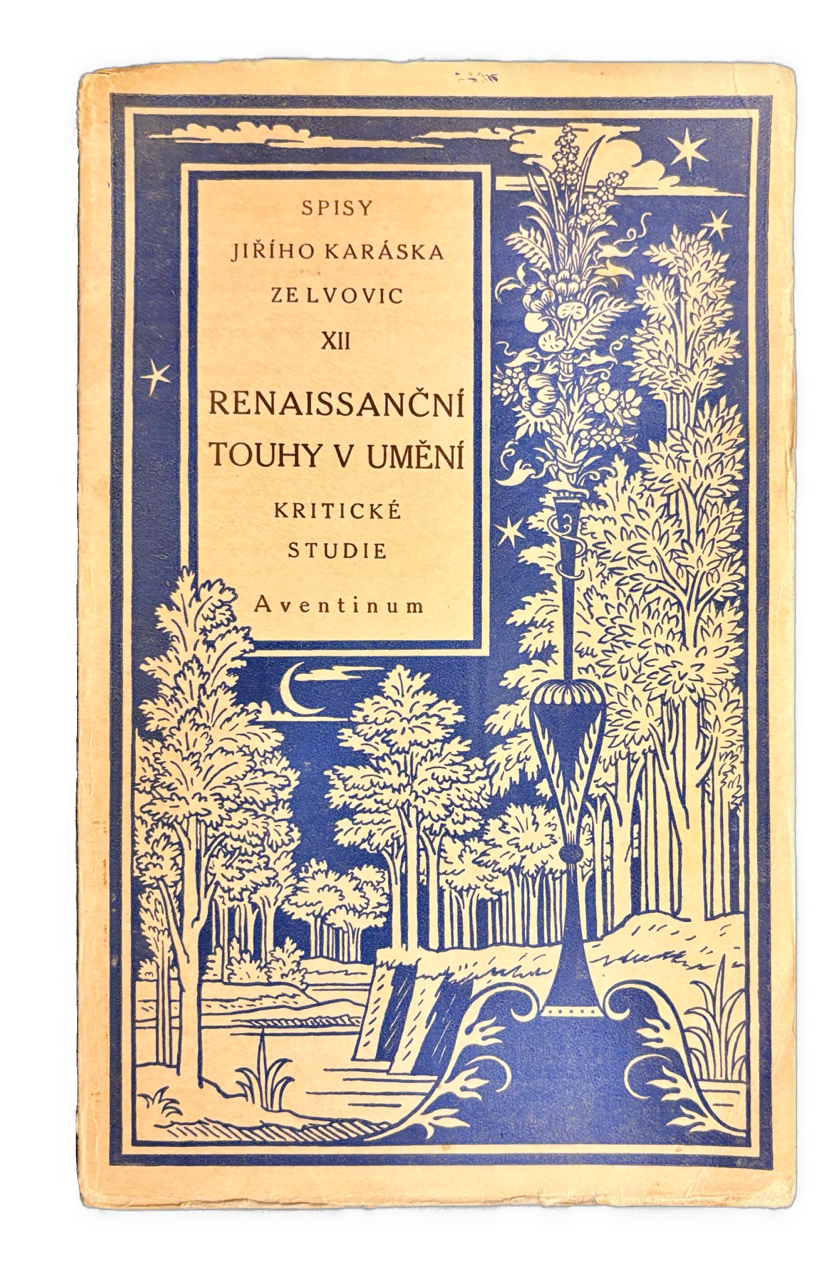 SPISY
JIŘÍHO KARÁSKA
ZE LVOVIC
XII
RENAISSANČNÍ
TOUHY V UMĚNÍ
KRITICKÉ
STUDIE
Aventinum